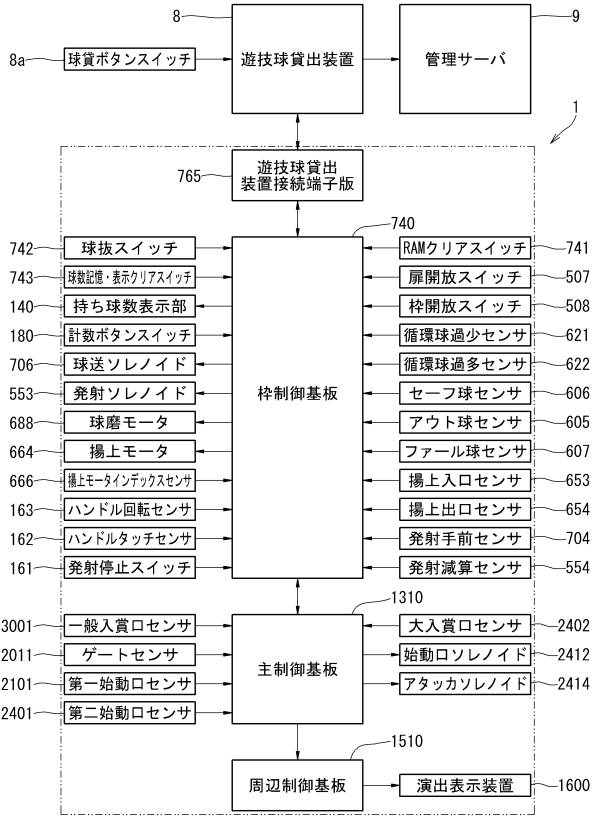 8
9
8a
球貸ボタンスイッチ
遊技球貸出装置
管理サーバ
1
765
遊技球貸出
装置接続端子版
740
742
球抜スイッチ
RAMクリアスイッチ
741
743
球数記憶・表示クリアスイッチ
扉開放スイッチ
507
140
持ち球数表示部
枠開放スイッチ
508
180
計数ボタンスイッチ
循環球過少センサ
621
706
球送ソレノイド
循環球過多センサ
622
553
発射ソレノイド
枠制御基板
セーフ球センサ
606
688
球磨モータ
アウト球センサ
605
664
揚上モータ
ファール球センサ
607
666
揚上モータインデックスセンサ
揚上入口センサ
653
163
ハンドル回転センサ
揚上出口センサ
654
162
ハンドルタッチセンサ
発射手前センサ
704
161
発射停止スイッチ
発射減算センサ
554
1310
3001
一般入賞口センサ
大入賞口センサ
2402
2011
ゲートセンサ
主制御基板
始動口ソレノイド
2412
2101
第一始動口センサ
アタッカソレノイド
2414
2401
第二始動口センサ
1510
周辺制御基板
演出表示装置
1600